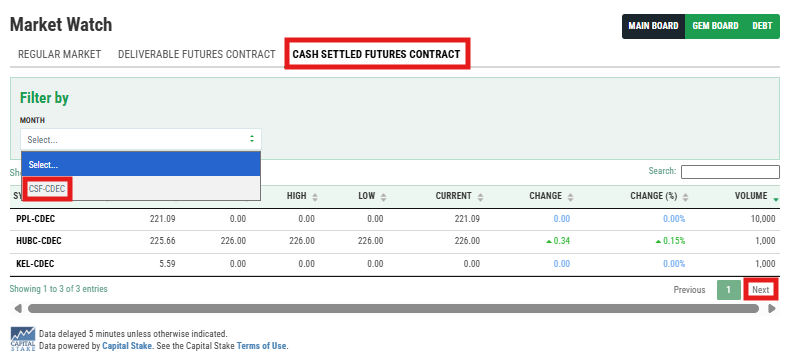 Market Watch
MAIN BOARD GEM BOARD DEBT
REGULAR MARKET DELIVERABLE FUTURES CONTRACT CASH SETTLED FUTURES CONTRACT
Filter by
MONTH
Select...
Select...
CSF-CDEC
Search:
HIGH LOW CURRENT CHANGE CHANGE (%) VOLUME
PPL-CDEC 221.09 0.00 0.00 0.00 221.09 0.00 0.00% 10,000
HUBC-CDEC 225.66 226.00 226.00 226.00 226.00 0.34 0.15% 1,000
KEL-CDEC 5.59 0.00 0.00 0.00 0.00 0.00 0.00% 1,000
Showing 1 to 3 of 3 entries
Previous 1 Next
CAPITAL STAKE
Data delayed 5 minutes unless otherwise indicated.
Data powered by Capital Stake. See the Capital Stake Terms of Use.